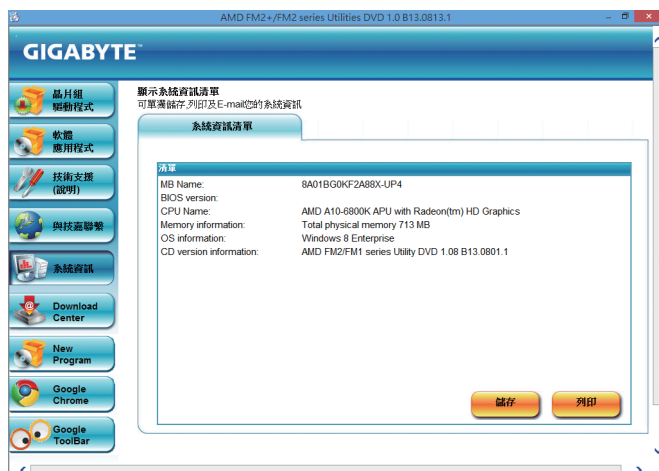 AMD FM2+/FM2 series Utilities DVD 1.0 B13.0813.1
GIGABYTE™
晶片組
驅動程式
軟體
應用程式
技術支援
(說明)
與技嘉聯繫
系統資訊
Download
Center
New
Program
Google
Chrome
Google
ToolBar
顯示系統資訊清單
可單獨儲存,列印及E-mail您的系統資訊
系統資訊清單
清單
MB Name: 8A01BG0KF2A88X-UP4
BIOS version:
CPU Name: AMD A10-6800K APU with Radeon(tm) HD Graphics
Memory information: Total physical memory 713 MB
OS information: Windows 8 Enterprise
CD version information: AMD FM2/FM1 series Utility DVD 1.08 B13.0801.1
儲存 列印